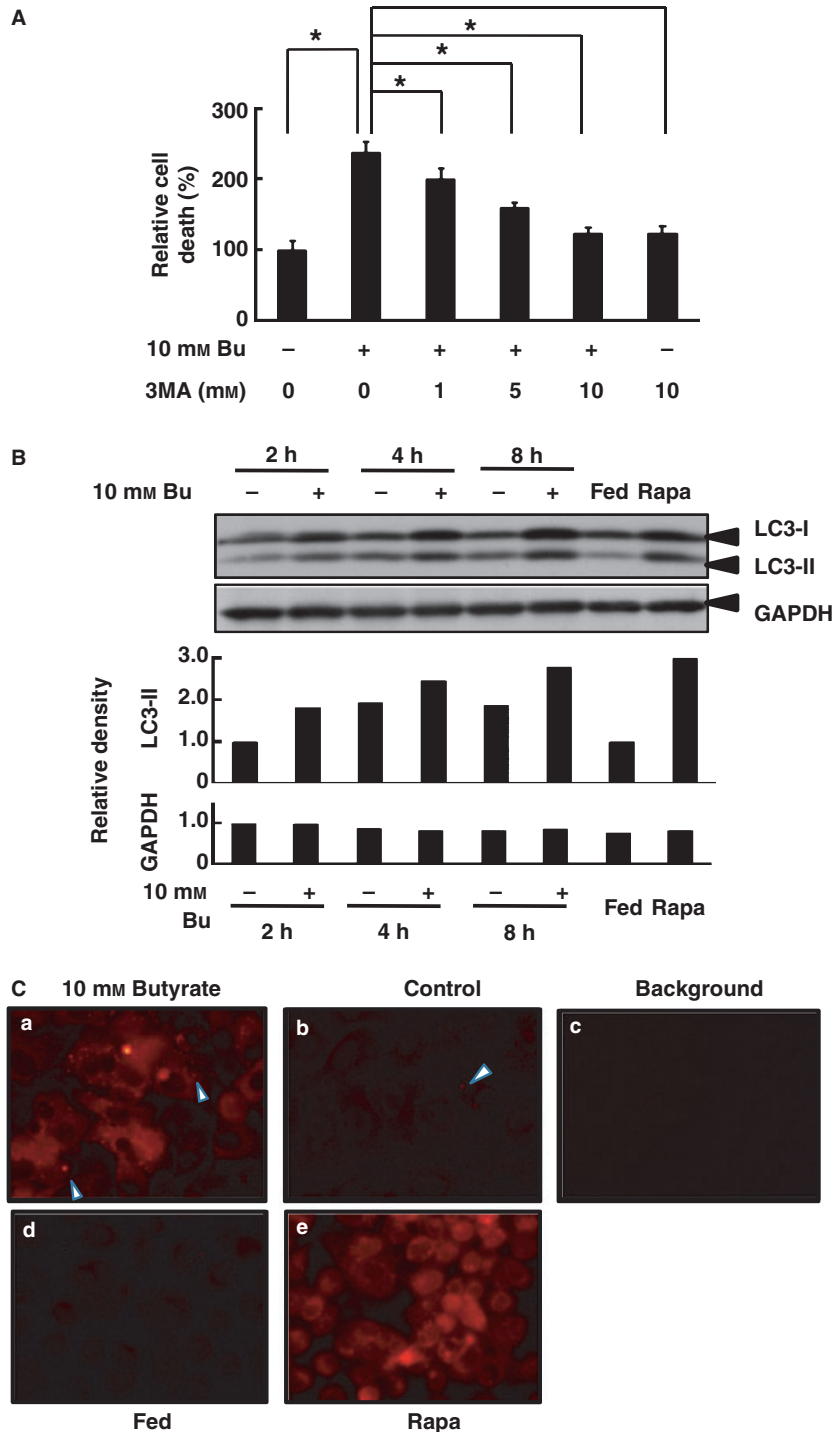 A
*
*
*
*
300
200
100
0
Relative cell
death (%)
10 mM Bu – + + + + –
3MA (mM) 0 0 1 5 10 10
B
2 h 4 h 8 h
10 mM Bu – + – + – + Fed Rapa
LC3-I
LC3-II
GAPDH
3.0
2.0
1.0
0
LC3-II
Relative density
1.0
0
GAPDH
10 mM – + – + – +
Bu
Fed Rapa
2 h 4 h 8 h
C 10 mM Butyrate Control Background
a b c
d e
Fed Rapa